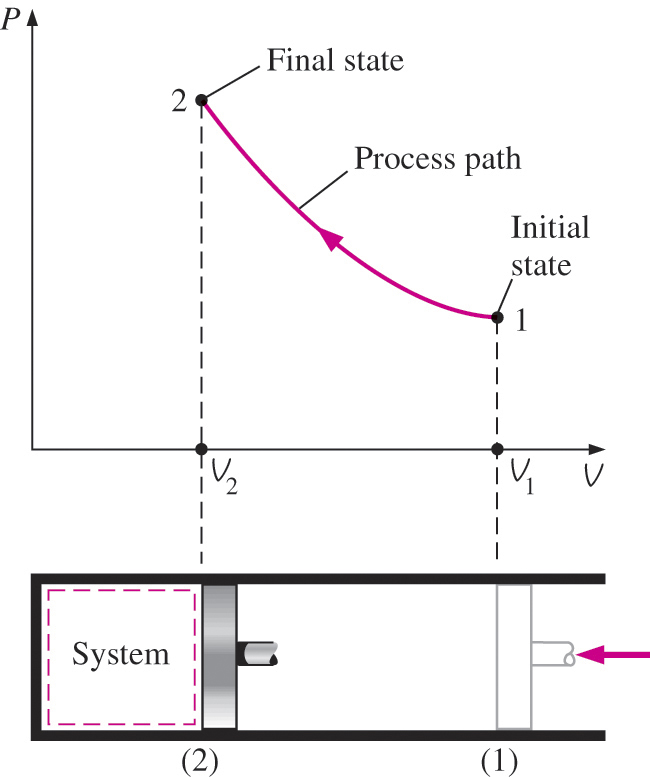 P
Final state
2
Process path
Initial
state
1
V2
V1
V
System
(2)
(1)